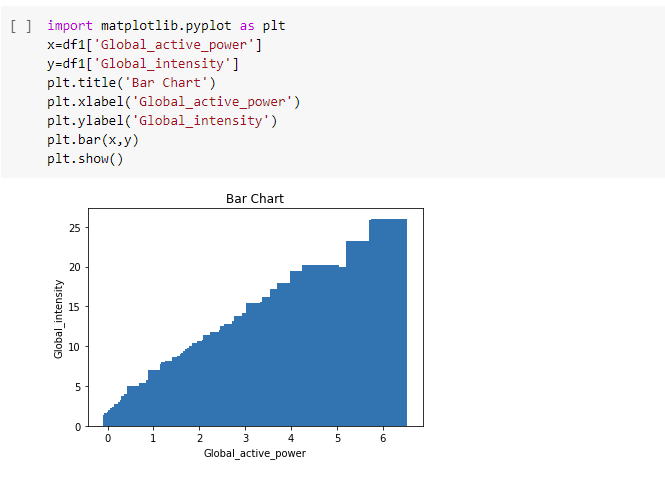 [ ] import matplotlib.pyplot as plt
x=df1['Global_active_power']
y=df1['Global_intensity']
plt.title('Bar Chart')
plt.xlabel('Global_active_power')
plt.ylabel('Global_intensity')
plt.bar(x,y)
plt.show()
Bar Chart
25
20
15
10
5
0
Global_intensity
0 1 2 3 4 5 6
Global_active_power